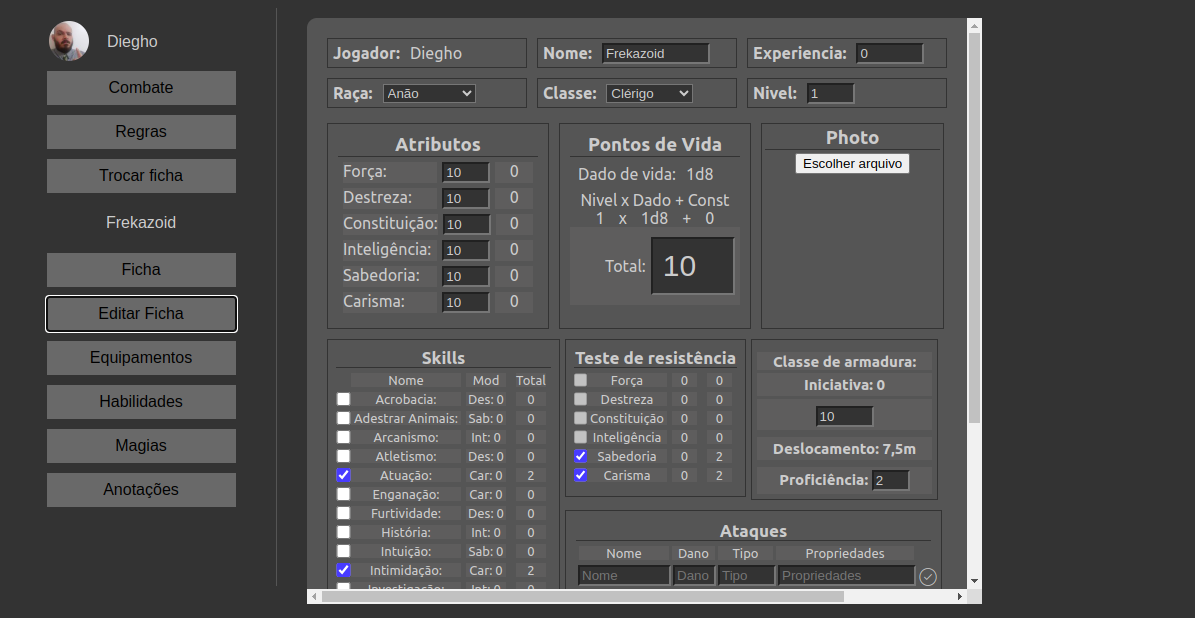 Diegho
Combate
Regras
Trocar ficha
Frekazoid
Ficha
Editar Ficha
Equipamentos
Habilidades
Magias
Anotações
Jogador: Diegho
Nome: Frekazoid
Experiencia: 0
Raça: Anão
Classe: Clérigo
Nivel: 1
Atributos
Força: 10 0
Destreza: 10 0
Constituição: 10 0
Inteligência: 10 0
Sabedoria: 10 0
Carisma: 10 0
Pontos de Vida
Dado de vida: 1d8
Nivel x Dado + Const
1 x 1d8 + 0
Total: 10
Photo
Escolher arquivo
Skills
Nome Mod Total
Acrobacia: Des: 0 0
Adestrar Animais: Sab: 0 0
Arcanismo: Int: 0 0
Atletismo: Des: 0 0
Atuação: Car: 0 2
Enganação: Car: 0 0
Furtividade: Des: 0 0
História: Int: 0 0
Intuição: Sab: 0 0
Intimidação: Car: 0 2
Investigação: Int: 0 0
Teste de resistência
Força 0 0
Destreza 0 0
Constituição 0 0
Inteligência 0 0
Sabedoria 0 2
Carisma 0 2
Classe de armadura:
Iniciativa: 0
10
Deslocamento: 7,5m
Proficiência: 2
Ataques
Nome Dano Tipo Propriedades
Nome Dano Tipo Propriedades